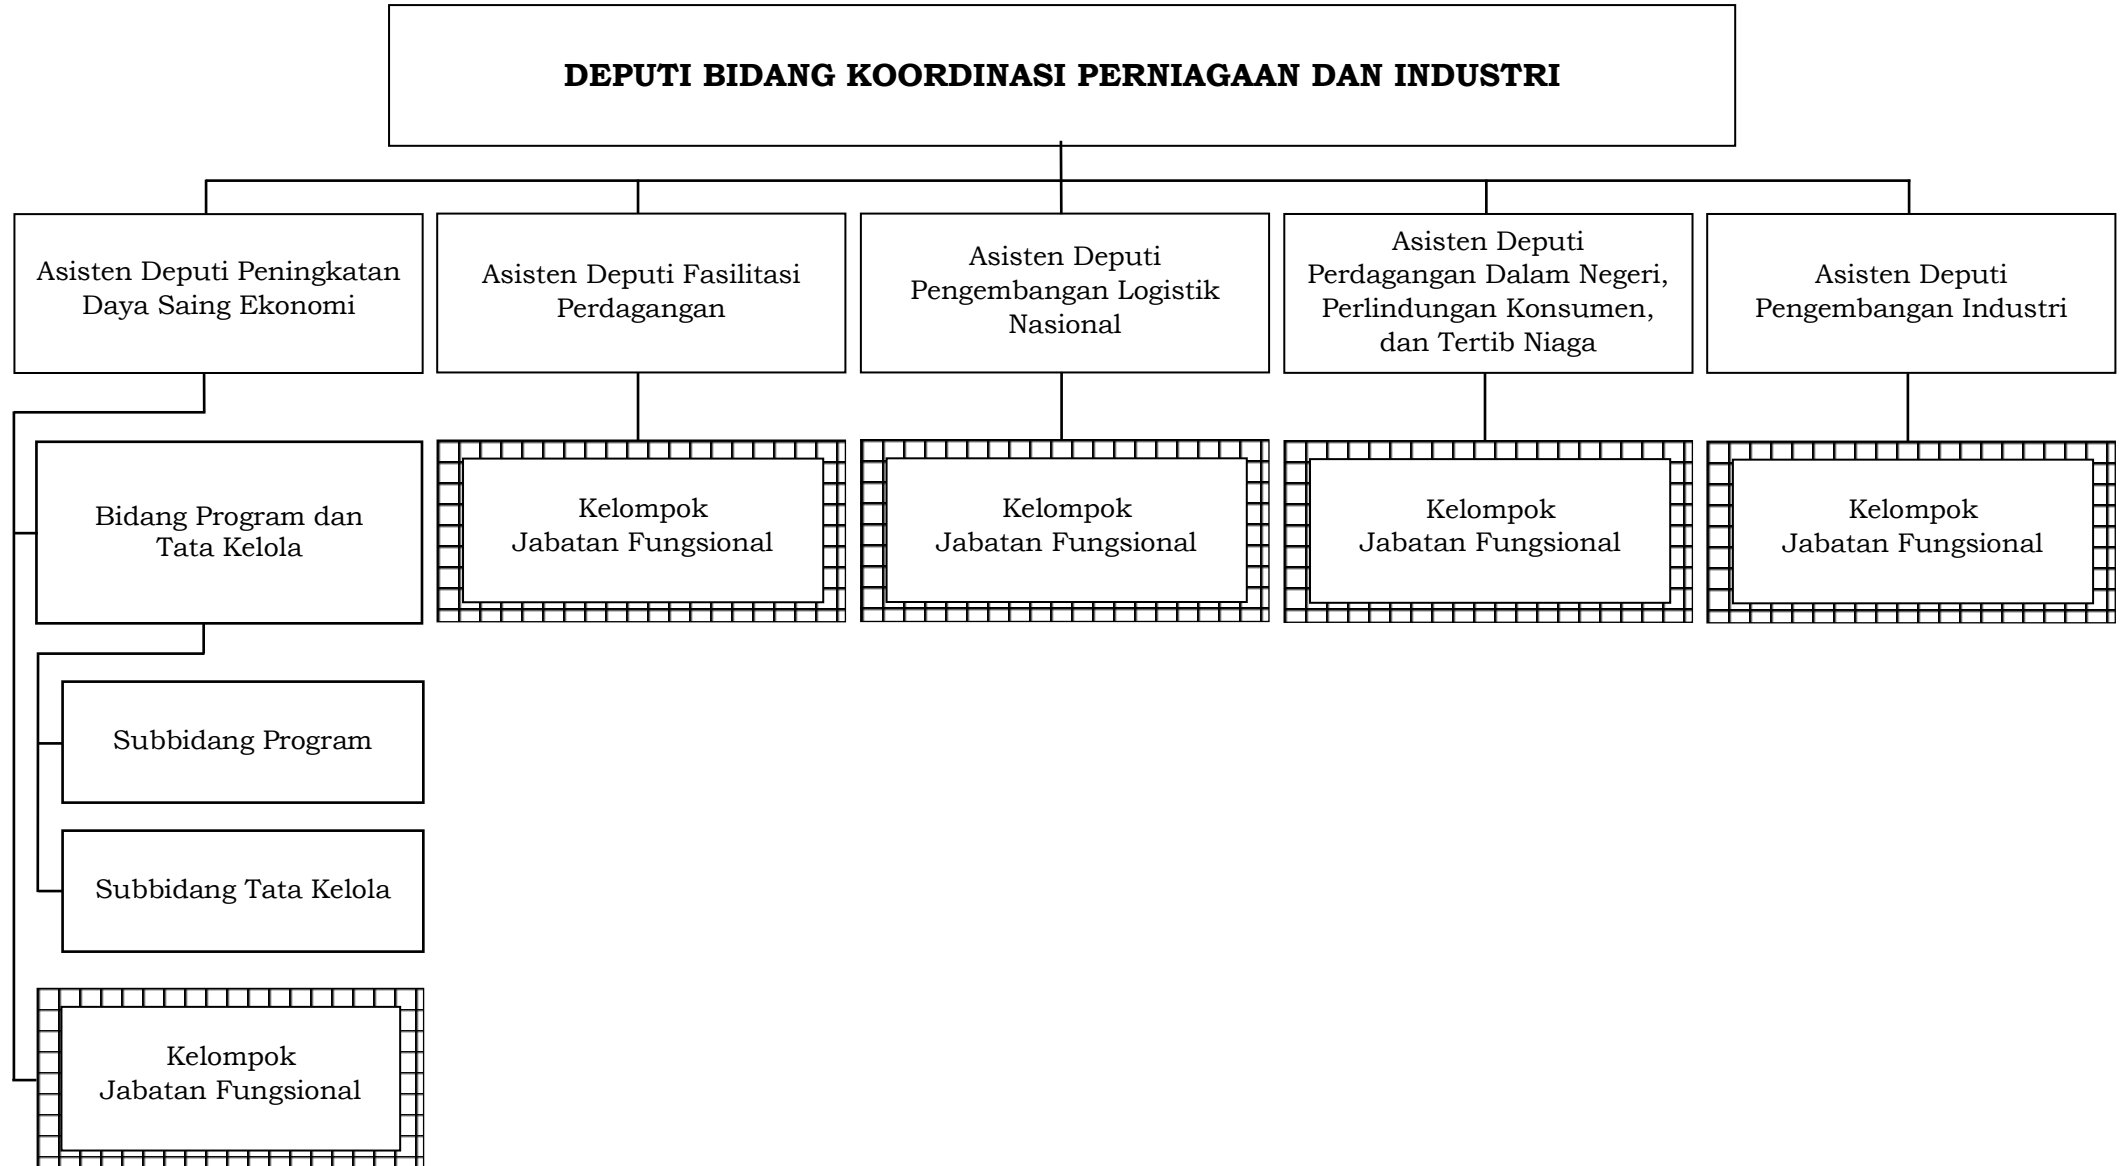 DEPUTI BIDANG KOORDINASI PERNIAGAAN DAN INDUSTRI
Asisten Deputi Peningkatan
Daya Saing Ekonomi
Asisten Deputi Fasilitasi
Perdagangan
Asisten Deputi
Pengembangan Logistik
Nasional
Asisten Deputi
Perdagangan Dalam Negeri,
Perlindungan Konsumen,
dan Tertib Niaga
Asisten Deputi
Pengembangan Industri
Bidang Program dan
Tata Kelola
Kelompok
Jabatan Fungsional
Kelompok
Jabatan Fungsional
Kelompok
Jabatan Fungsional
Kelompok
Jabatan Fungsional
Subbidang Program
Subbidang Tata Kelola
Kelompok
Jabatan Fungsional